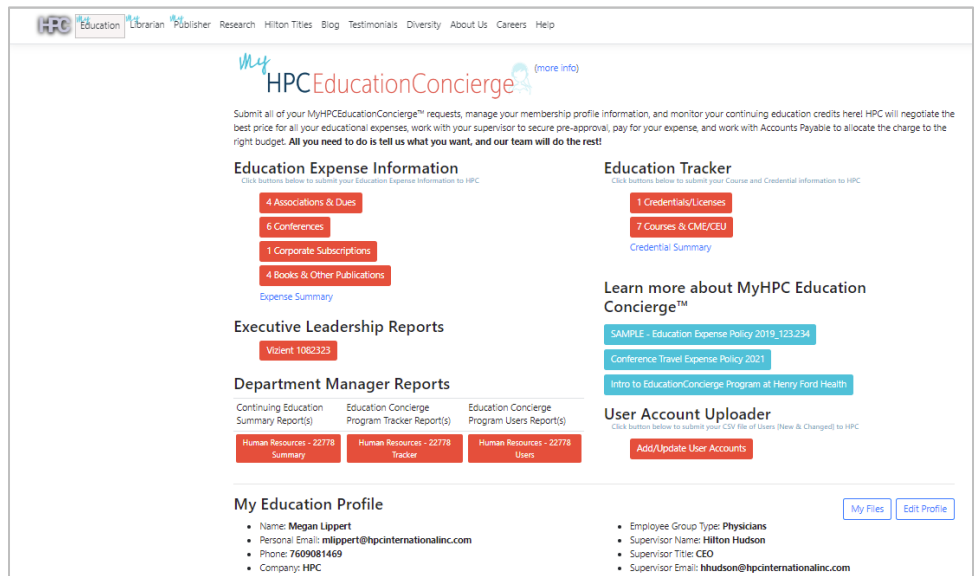 HPC My Education My Librarian My Publisher Research Hilton Titles Blog Testimonials Diversity About Us Careers Help
My HPCEducationConcierge (more info)
Submit all of your MyHPCEducationConcierge™ requests, manage your membership profile information, and monitor your continuing education credits here! HPC will negotiate the
best price for all your educational expenses, work with your supervisor to secure pre-approval, pay for your expense, and work with Accounts Payable to allocate the charge to the
right budget. All you need to do is tell us what you want, and our team will do the rest!
Education Expense Information
Click buttons below to submit your Education Expense Information to HPC
4 Associations & Dues
6 Conferences
1 Corporate Subscriptions
4 Books & Other Publications
Expense Summary
Executive Leadership Reports
Vizient 1082323
Department Manager Reports
Continuing Education
Summary Report(s)
Education Concierge
Program Tracker Report(s)
Education Concierge
Program Users Report(s)
Human Resources - 22778
Summary
Human Resources - 22778
Tracker
Human Resources - 22778
Users
Education Tracker
Click buttons below to submit your Course and Credential information to HPC
1 Credentials/Licenses
7 Courses & CME/CEU
Credential Summary
Learn more about MyHPC Education
Concierge™
SAMPLE - Education Expense Policy 2019_123.234
Conference Travel Expense Policy 2021
Intro to EducationConcierge Program at Henry Ford Health
User Account Uploader
Click button below to submit your CSV file of Users (New & Changed) to HPC
Add/Update User Accounts
My Education Profile
My Files Edit Profile
Name: Megan Lippert
Personal Email: mlippert@hpcinternationalinc.com
Phone: 7609081469
Company: HPC
Employee Group Type: Physicians
Supervisor Name: Hilton Hudson
Supervisor Title: CEO
Supervisor Email: hhudson@hpcinternationalinc.com